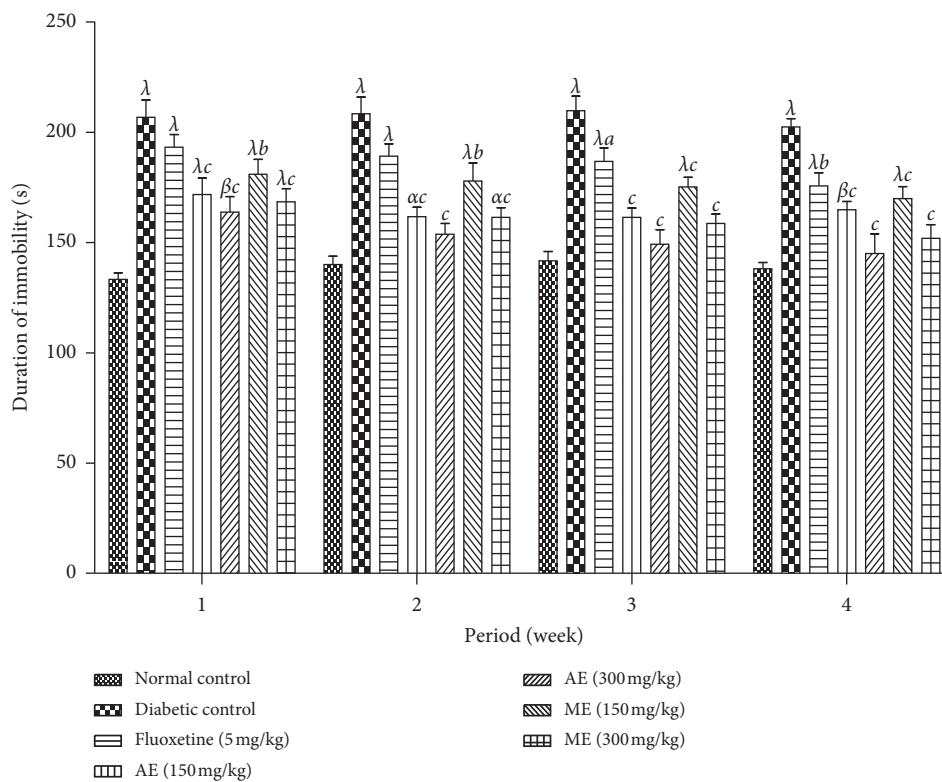 250
200
150
100
50
0
Duration of immobility (s)
λ λ λc βc λb λc
λ λ αc c λb αc
λ λa c c λc c
λ λb βc c λc c
1 2 3 4
Period (week)
Normal control
Diabetic control
Fluoxetine (5 mg/kg)
AE (150 mg/kg)
AE (300 mg/kg)
ME (150 mg/kg)
ME (300 mg/kg)